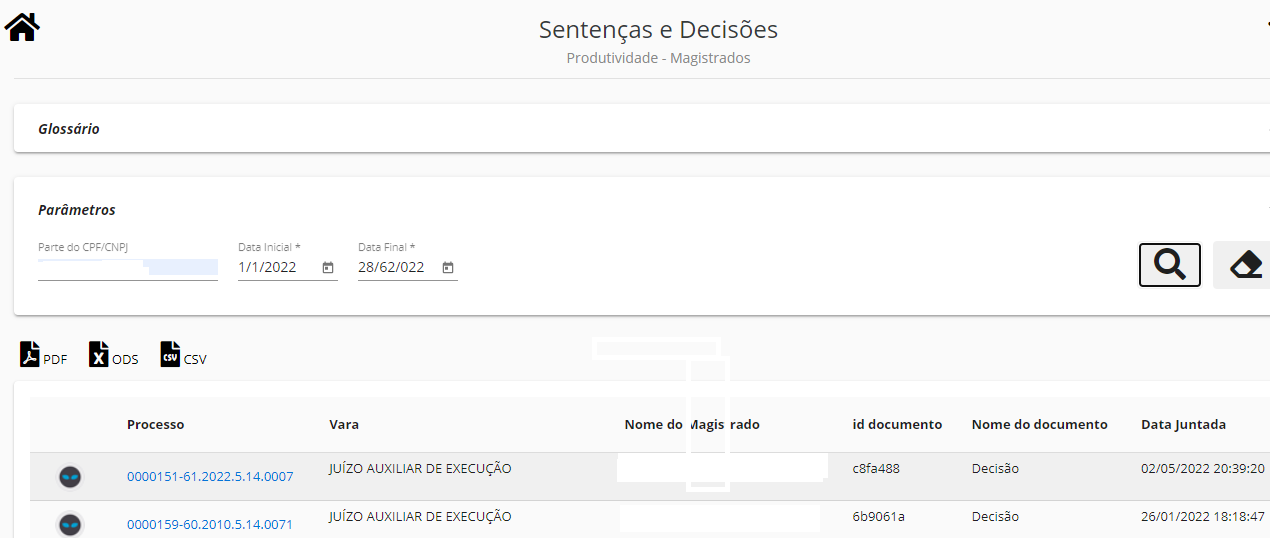 Sentenças e Decisões
Produtividade - Magistrados
Glossário
Parâmetros
Parte do CPF/CNPJ Data Inicial * Data Final *
1/1/2022 28/62/022
PDF ODS CSV
Processo Vara Nome do Magistrado id documento Nome do documento Data Juntada
0000151-61.2022.5.14.0007 JUÍZO AUXILIAR DE EXECUÇÃO c8fa488 Decisão 02/05/2022 20:39:20
0000159-60.2010.5.14.0071 JUÍZO AUXILIAR DE EXECUÇÃO 6b9061a Decisão 26/01/2022 18:18:47